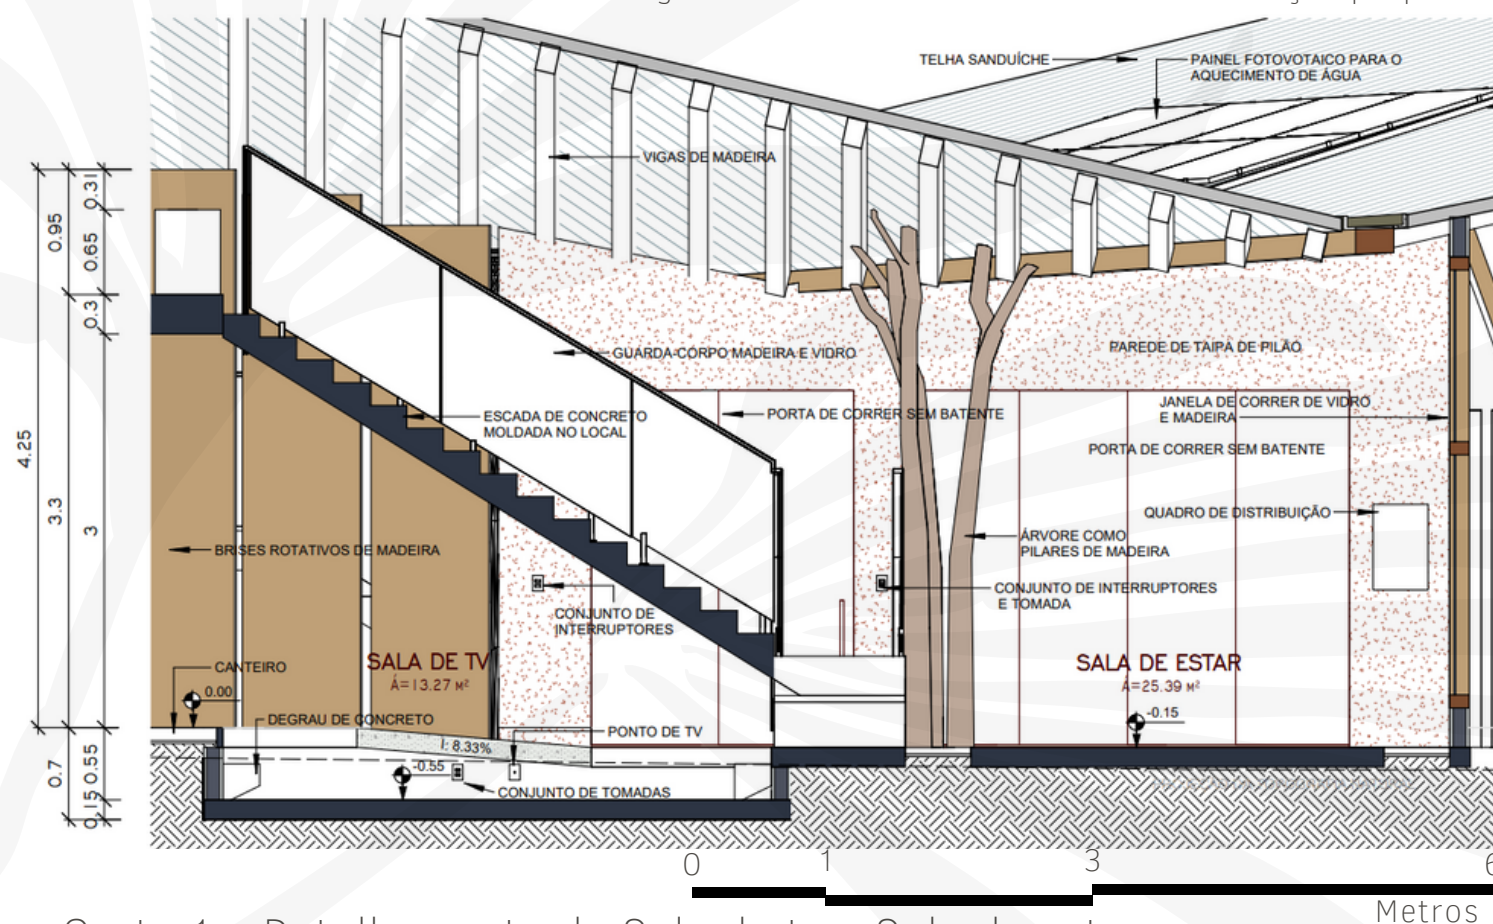 TELHA SANDUÍCHE
PAINEL FOTOVOTAICO PARA O
AQUECIMENTO DE ÁGUA
VIGAS DE MADEIRA
0.31
0.95
0.65
0.3
GUARDA-CORPO MADEIRA E VIDRO
PAREDE DE TAIPA DE PILÃO
ESCADA DE CONCRETO
MOLDADA NO LOCAL
PORTA DE CORRER SEM BATENTE
JANELA DE CORRER DE VIDRO
E MADEIRA
PORTA DE CORRER SEM BATENTE
4.25
3.3
3
QUADRO DE DISTRIBUIÇÃO
BRISES ROTATIVOS DE MADEIRA
ÁRVORE COMO
PILARES DE MADEIRA
CONJUNTO DE INTERRUPTORES
E TOMADA
CONJUNTO DE
INTERRUPTORES
CANTEIRO
SALA DE TV
Á=13.27 M²
SALA DE ESTAR
Á=25.39 M²
0.00
-0.15
DEGRAU DE CONCRETO
PONTO DE TV
I: 8.33%
-0.55
CONJUNTO DE TOMADAS
0.7
0.55
0.15
0
1
3
6
Metros